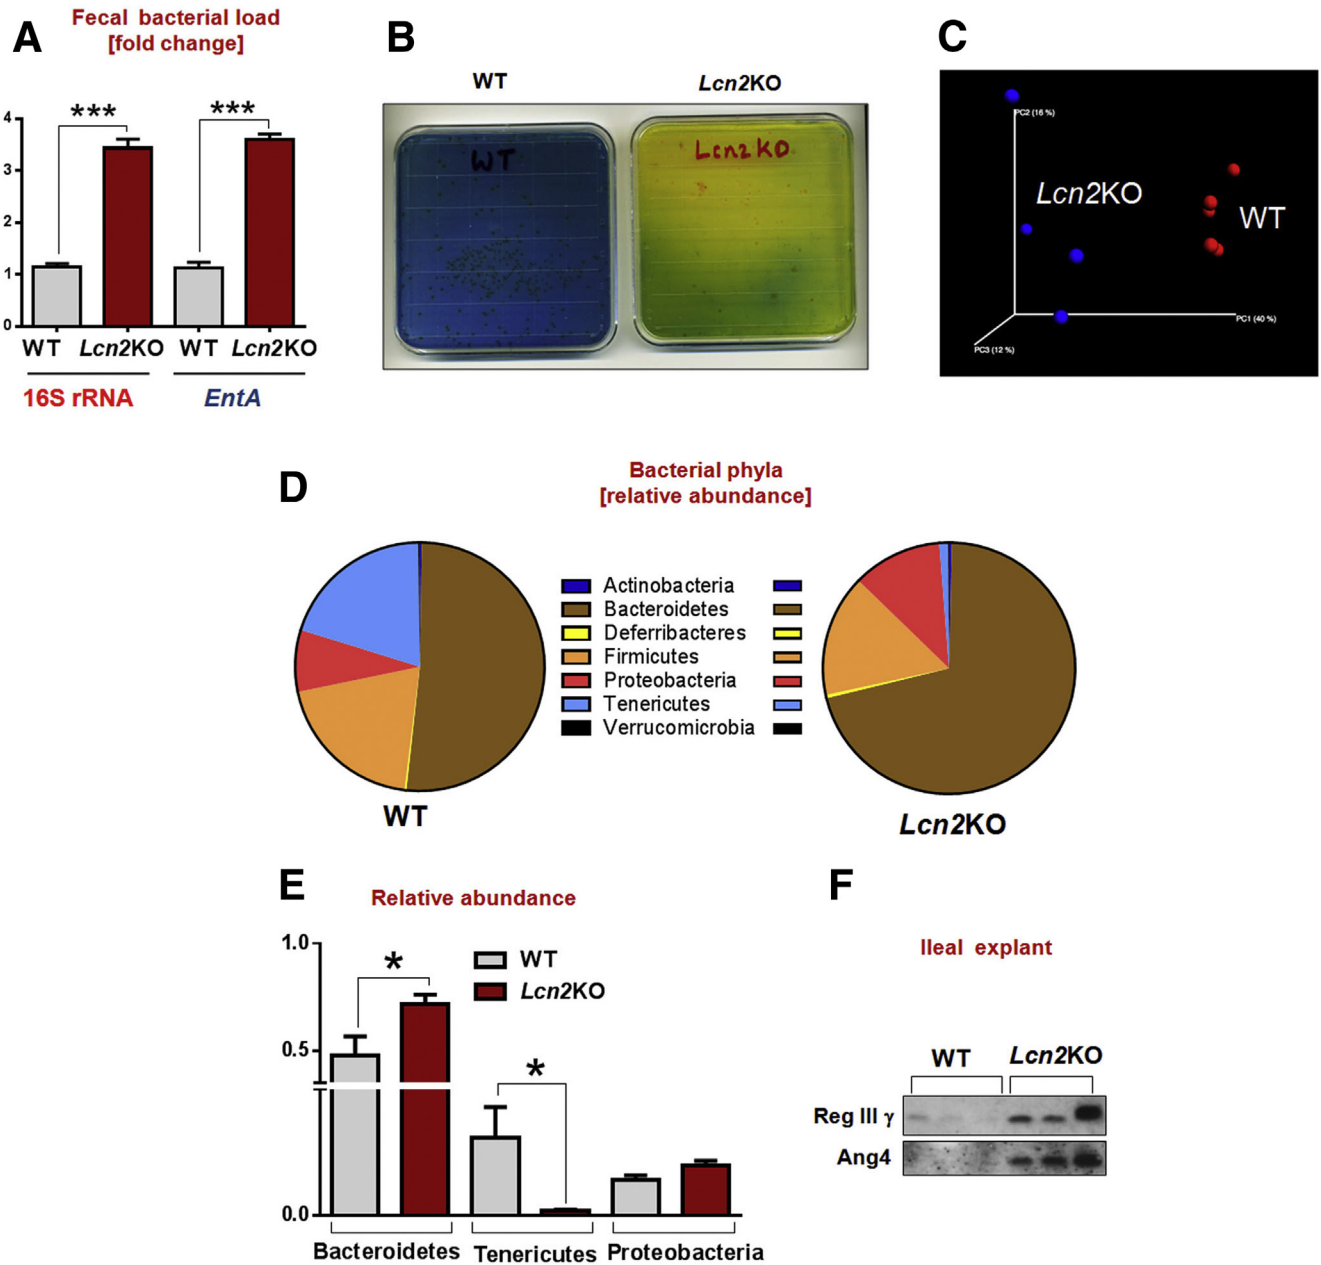 A
Fecal bacterial load
[fold change]
4
3
2
1
0
***
***
WT
Lcn2KO
WT
Lcn2KO
16S rRNA
EntA
B
WT
Lcn2KO
WT
Lcn2 KO
C
PC2 (16 %)
Lcn2KO
WT
PC1 (40 %)
PC3 (12 %)
D
Bacterial phyla
[relative abundance]
Actinobacteria
Bacteroidetes
Deferribacteres
Firmicutes
Proteobacteria
Tenericutes
Verrucomicrobia
WT
Lcn2KO
E
Relative abundance
1.0
0.5
0.0
*
*
WT
Lcn2KO
Bacteroidetes
Tenericutes
Proteobacteria
F
Ileal explant
WT
Lcn2KO
Reg III γ
Ang4